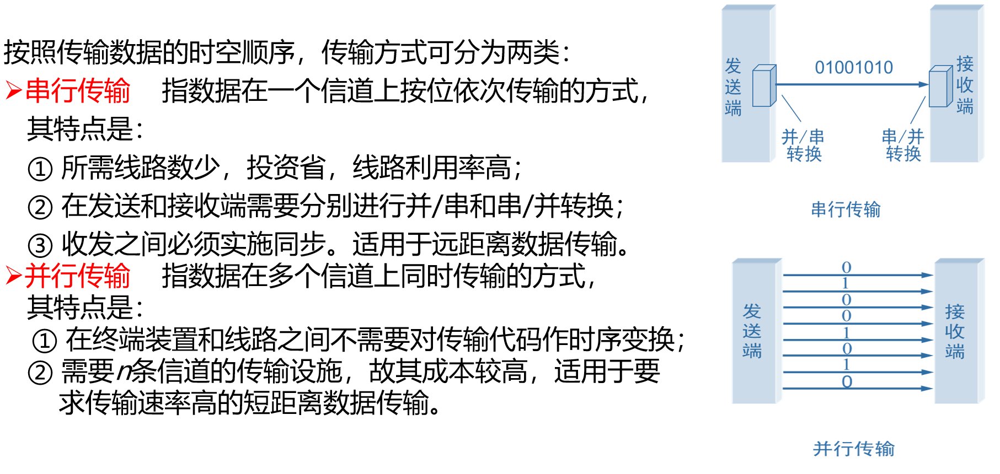 按照传输数据的时空顺序，传输方式可分为两类：
➢串行传输 指数据在一个信道上按位依次传输的方式，
其特点是：
① 所需线路数少，投资省，线路利用率高；
② 在发送和接收端需要分别进行并/串和串/并转换；
③ 收发之间必须实施同步。适用于远距离数据传输。
➢并行传输 指数据在多个信道上同时传输的方式，
其特点是：
① 在终端装置和线路之间不需要对传输代码作时序变换；
② 需要n条信道的传输设施，故其成本较高，适用于要
求传输速率高的短距离数据传输。
发送端
01001010
接收端
并/串
转换
串/并
转换
串行传输
发送端
0
1
0
0
1
0
1
0
接收端
并行传输